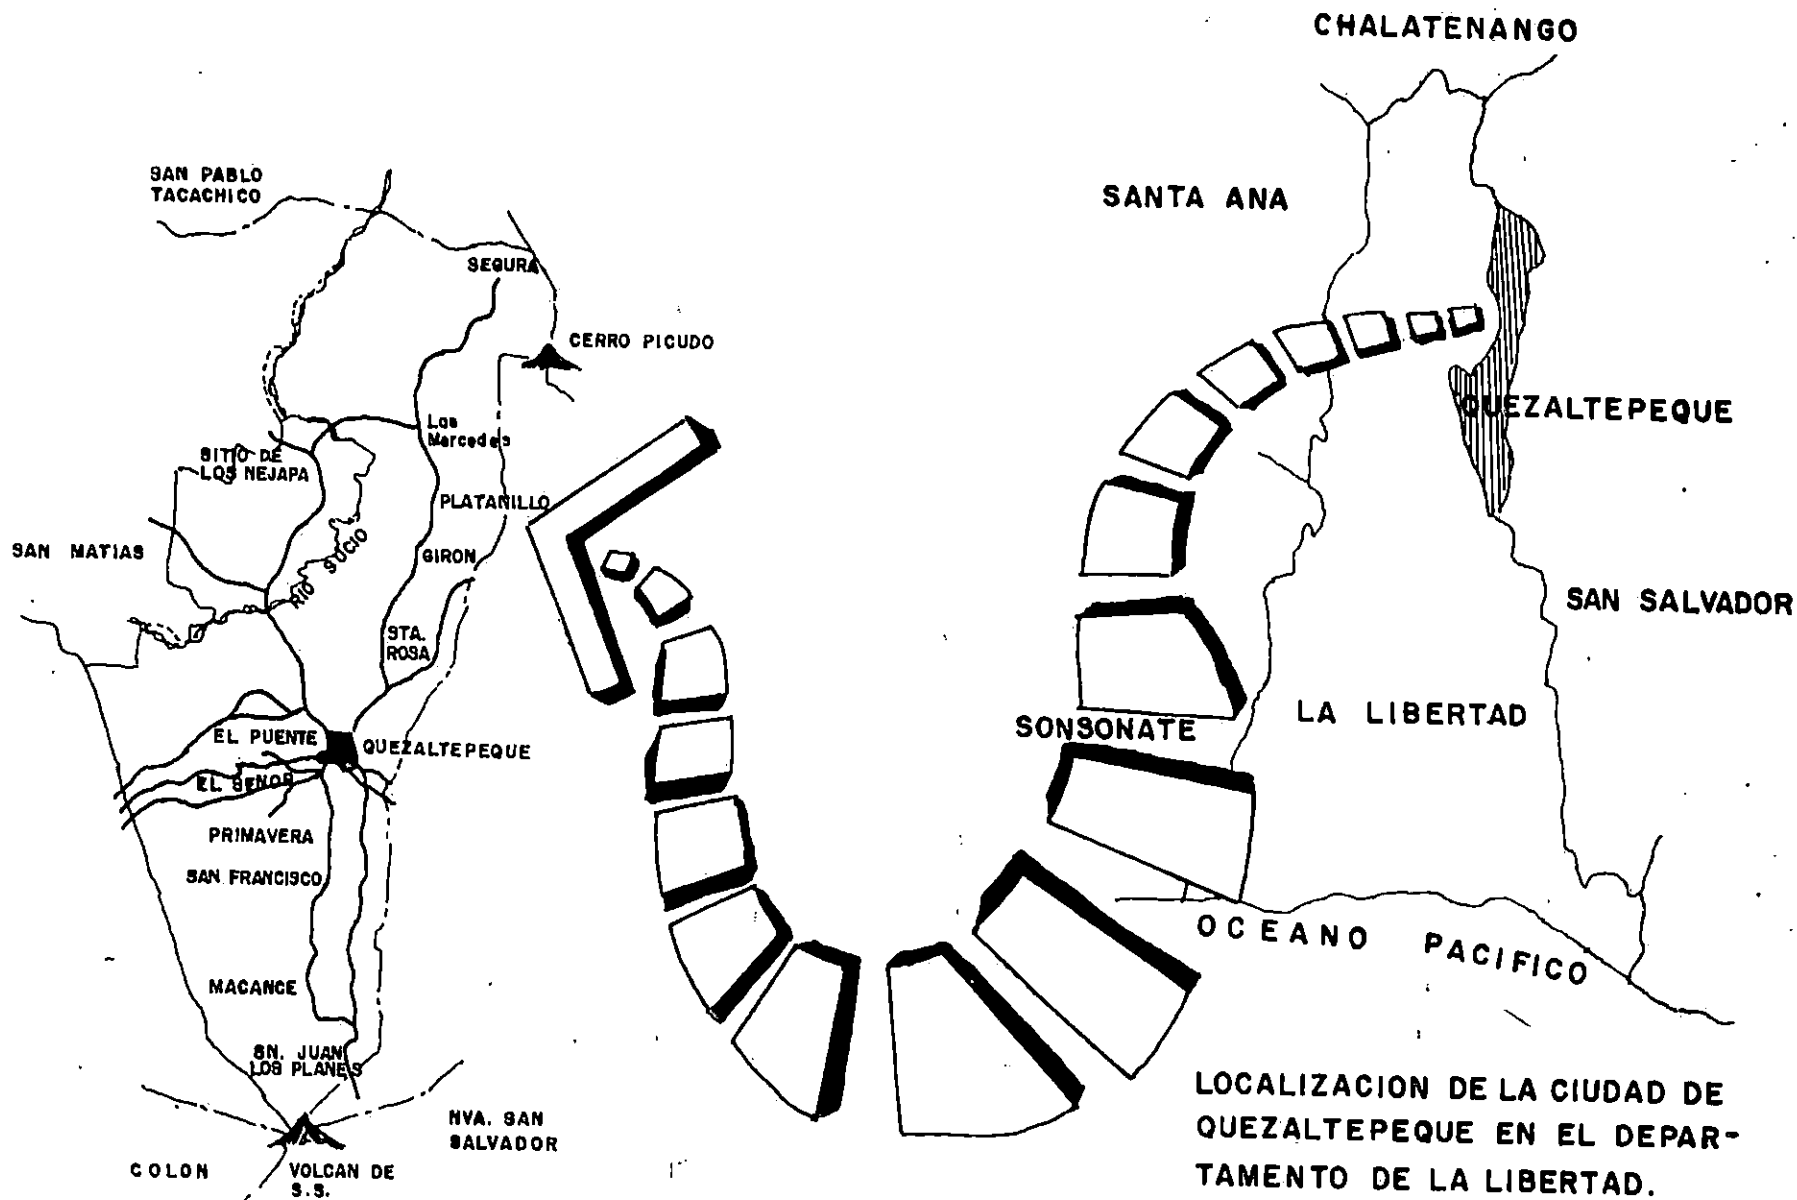 CHALATENANGO
SANTA ANA
QUEZALTEPEQUE
SAN SALVADOR
LA LIBERTAD
SONSONATE
OCEANO PACIFICO
SAN PABLO
TACACHICO
SEGURA
CERRO PICUDO
Las
Mercedes
SITIO DE
LOS NEJAPA
PLATANILLO
SAN MATIAS
GIRON
RIO SUCIO
STA.
ROSA
EL PUENTE
QUEZALTEPEQUE
EL SEÑOR
PRIMAVERA
SAN FRANCISCO
MACANCE
SN. JUAN
LOS PLANES
NVA. SAN
SALVADOR
COLON
VOLCAN DE
S.S.
LOCALIZACION DE LA CIUDAD DE
QUEZALTEPEQUE EN EL DEPAR-
TAMENTO DE LA LIBERTAD.